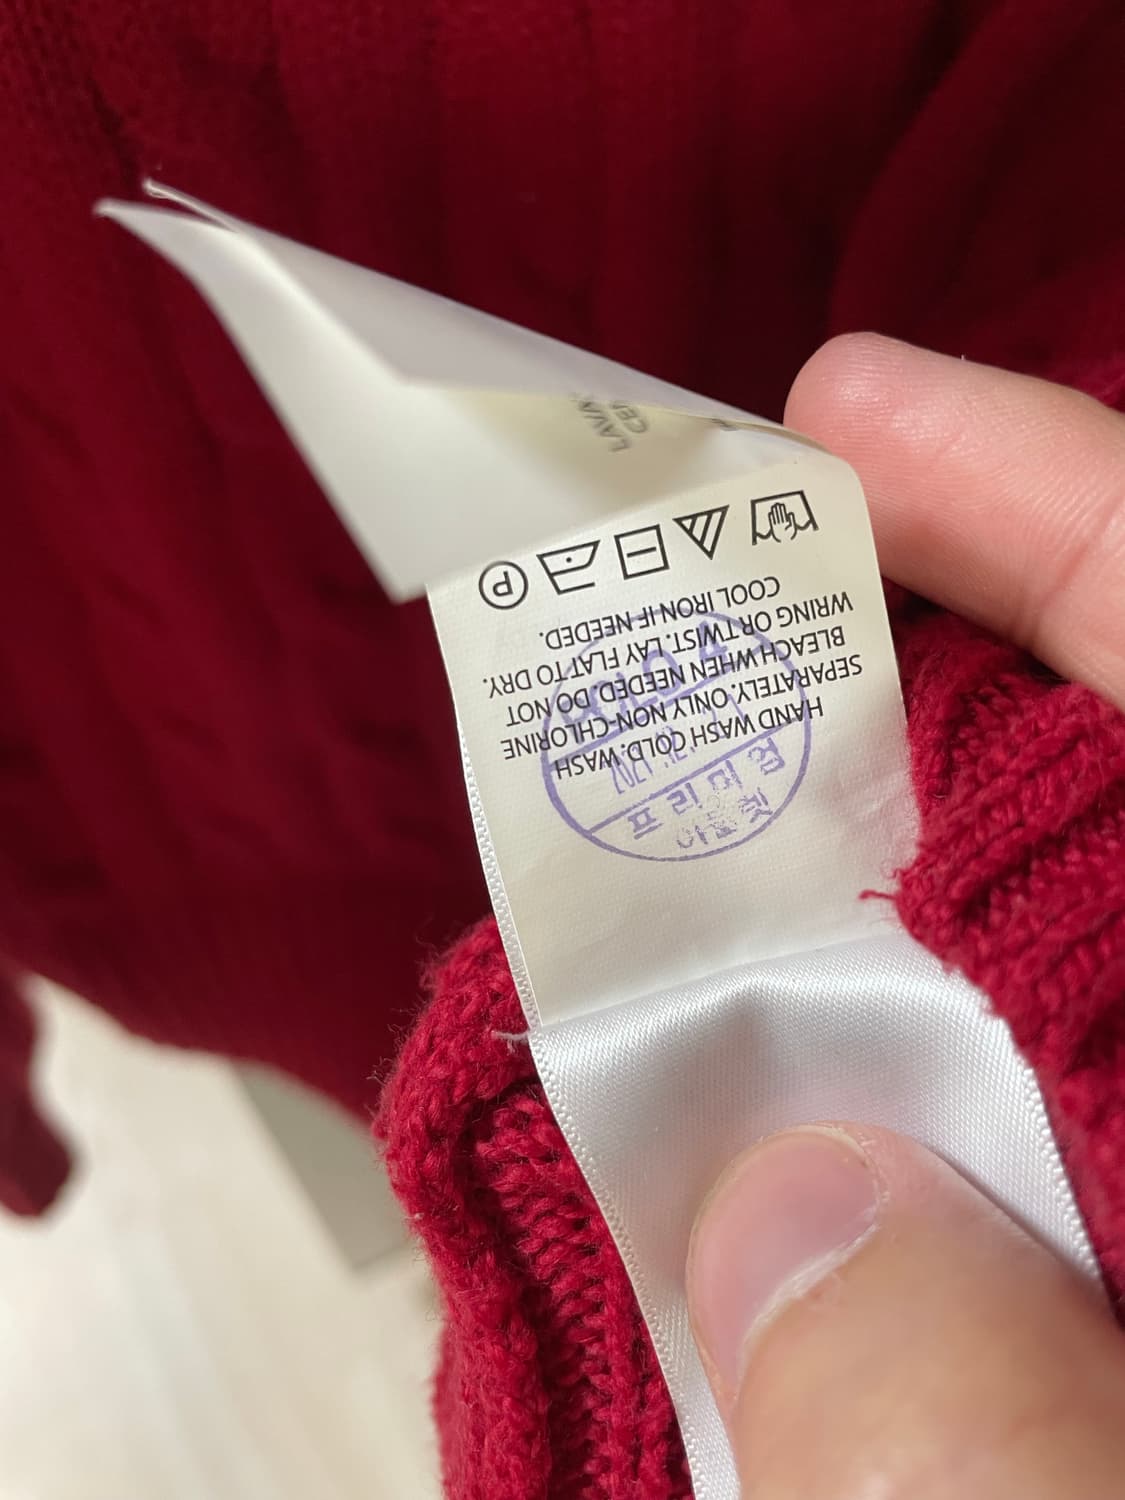 HAND WASH COLD. WASH
SEPARATELY. ONLY NON-CHLORINE
BLEACH WHEN NEEDED. DO NOT
WRING OR TWIST. LAY FLAT TO DRY.
COOL IRON IF NEEDED.
P